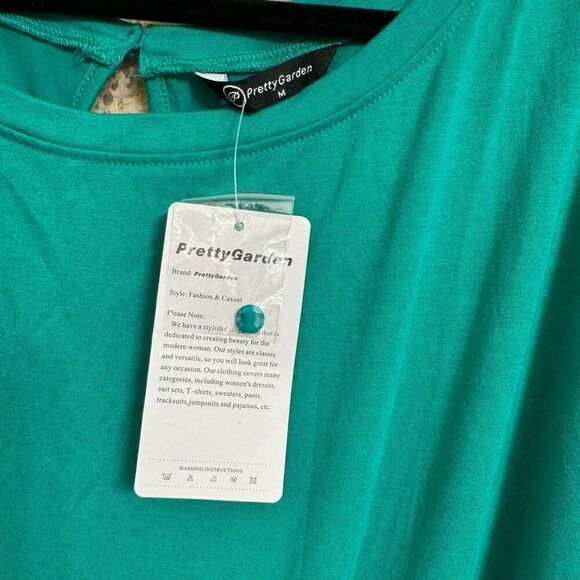 PrettyGarden
M
PrettyGarden
Brand: PrettyGarden
Style: Fashion & Casual
Please Note:
We have a stylish that is
dedicated to creating beauty for the
modern woman. Our styles are classic
and versatile, so you will look great for
any occasion. Our clothing covers many
categories, including women's dresses,
suit sets, T-shirts, sweaters, pants,
tracksuits,jumpsuits and pajamas, etc.
WASHING INSTRUCTIONS